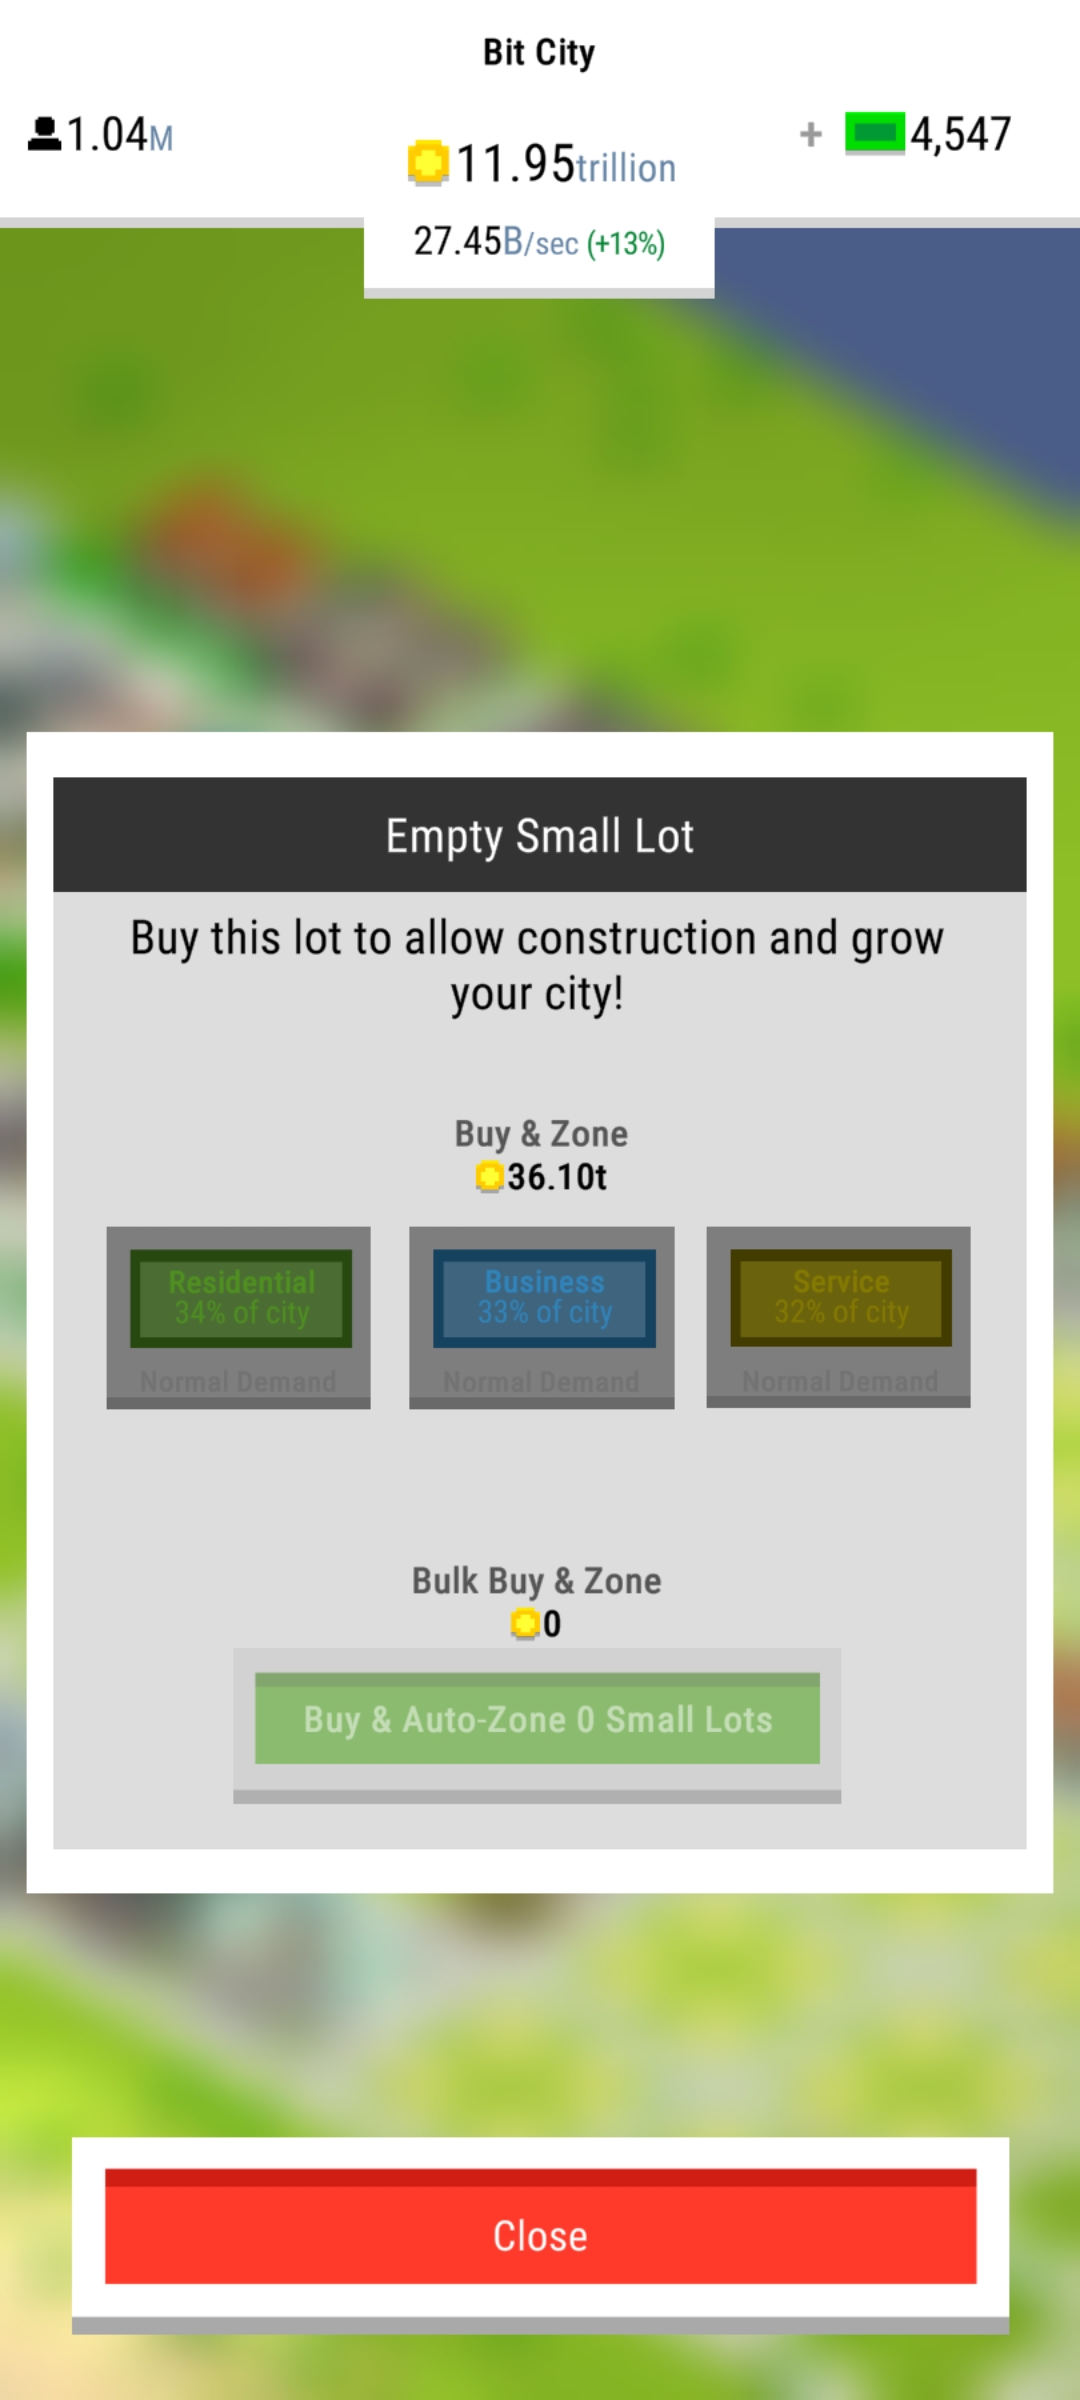 Bit City
1.04M
11.95trillion
+ 4,547
27.45B/sec (+13%)
Empty Small Lot
Buy this lot to allow construction and grow
your city!
Buy & Zone
36.10t
Residential
34% of city
Normal Demand
Business
33% of city
Normal Demand
Service
32% of city
Normal Demand
Bulk Buy & Zone
0
Buy & Auto-Zone 0 Small Lots
Close